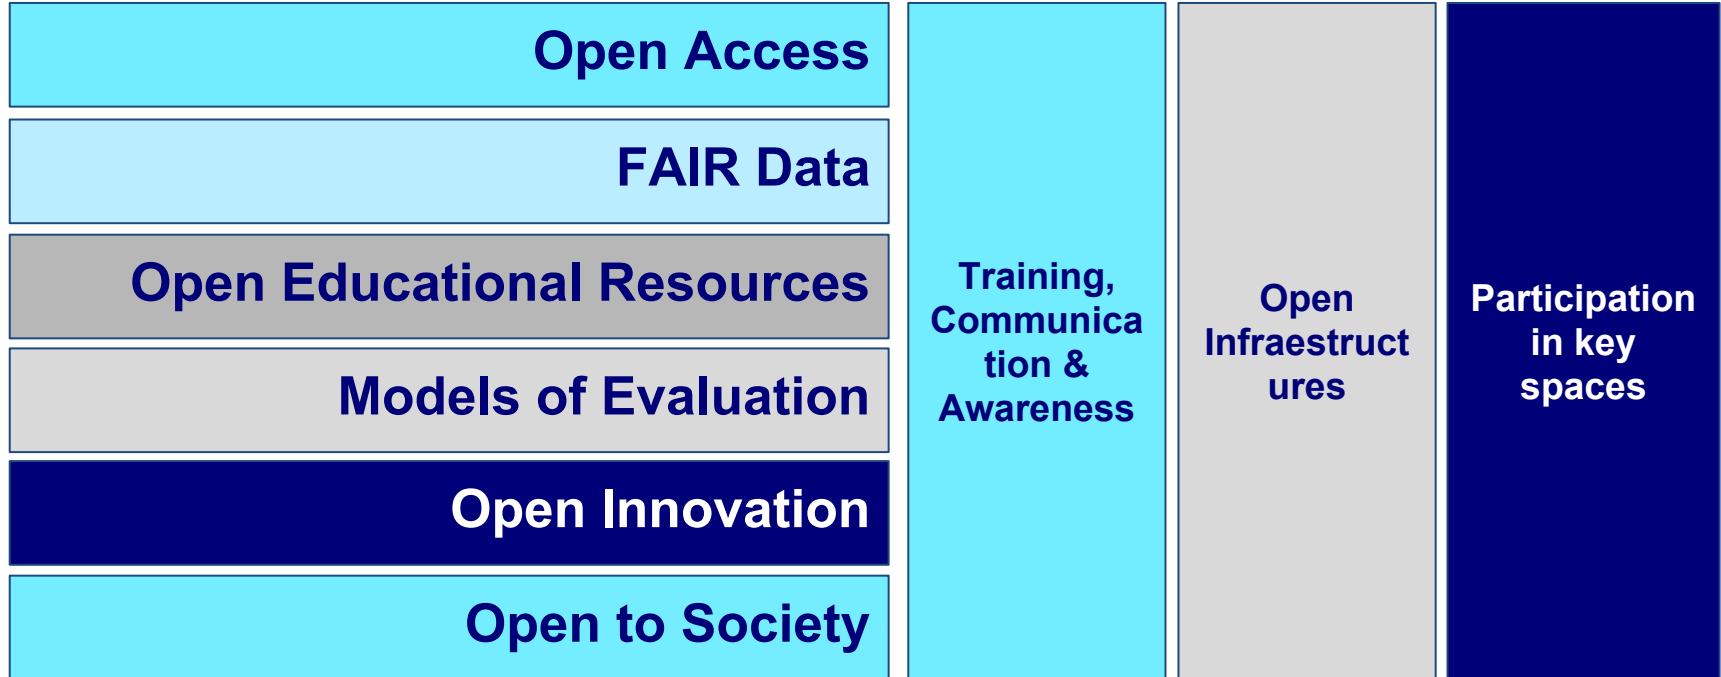 Open Access
FAIR Data
Open Educational Resources
Models of Evaluation
Open Innovation
Open to Society
Training,
Communica
tion &
Awareness
Open
Infraestruct
ures
Participation
in key
spaces